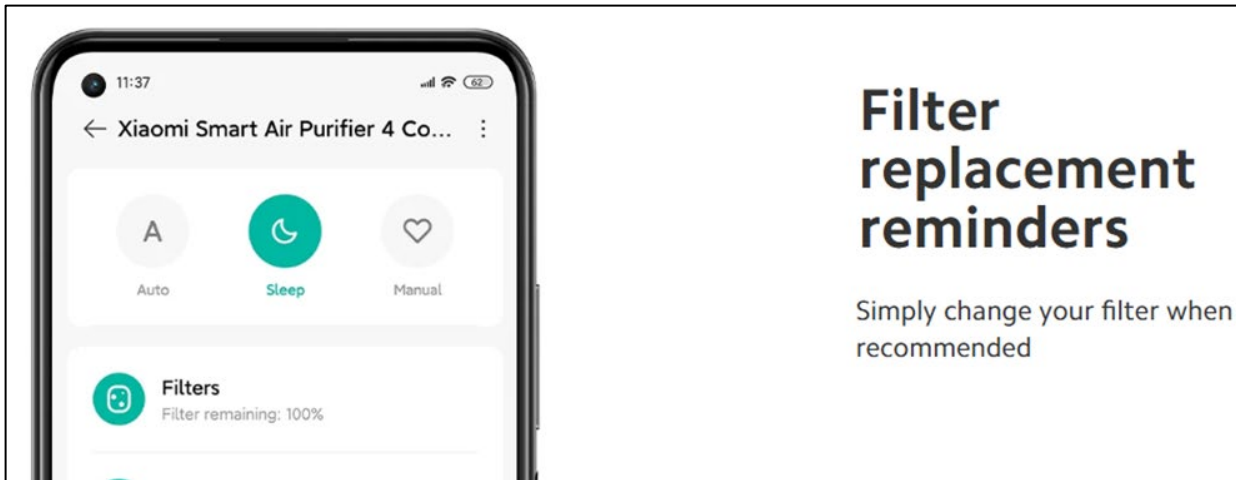 11:37
62
Xiaomi Smart Air Purifier 4 Co...
A
Auto
Sleep
Manual
Filters
Filter remaining: 100%
Filter
replacement
reminders
Simply change your filter when
recommended